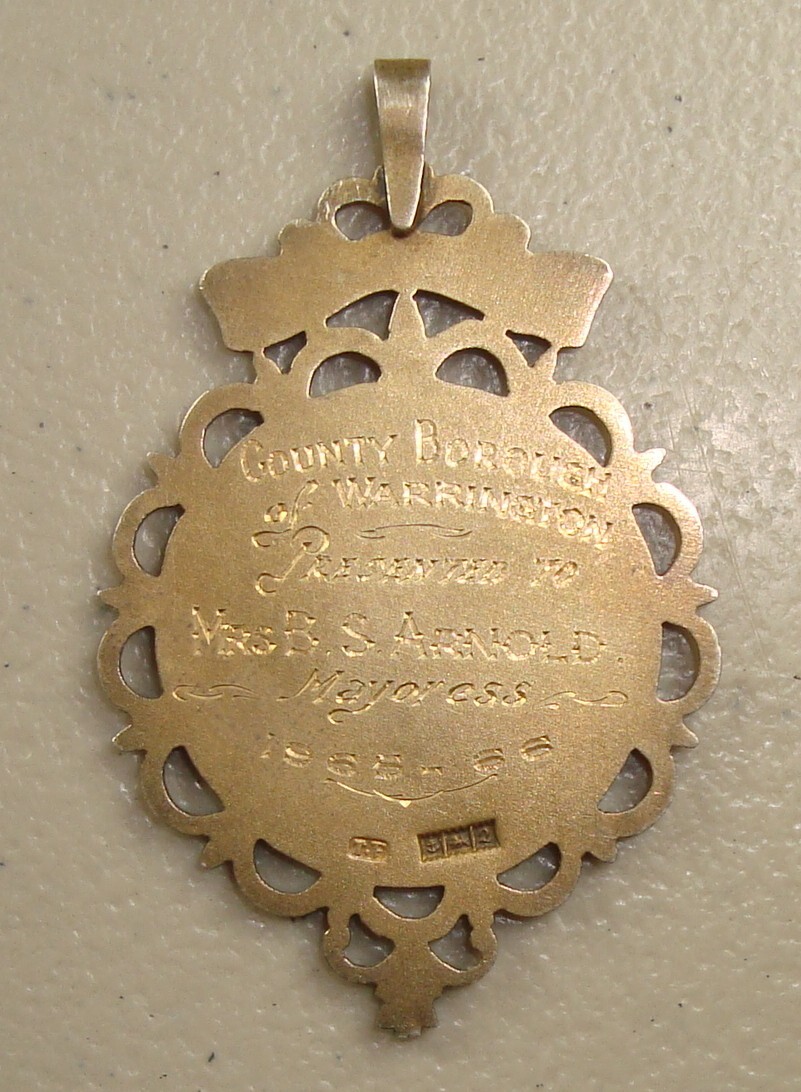 COUNTY BOROUGH
of WARRINGTON
PRESENTED TO
MRS B. S. ARNOLD.
Mayoress
1965-66